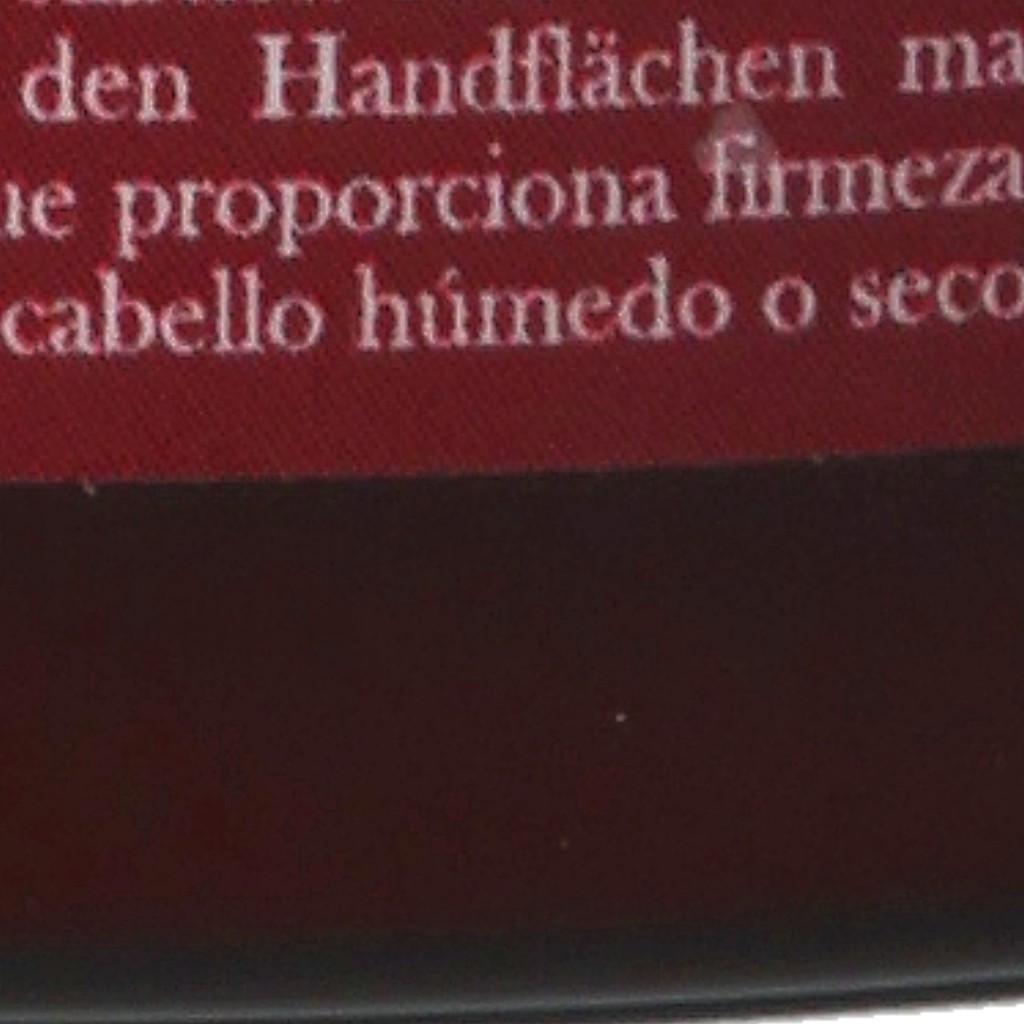 den Handflächen
proporciona firmeza
cabello húmedo o seco